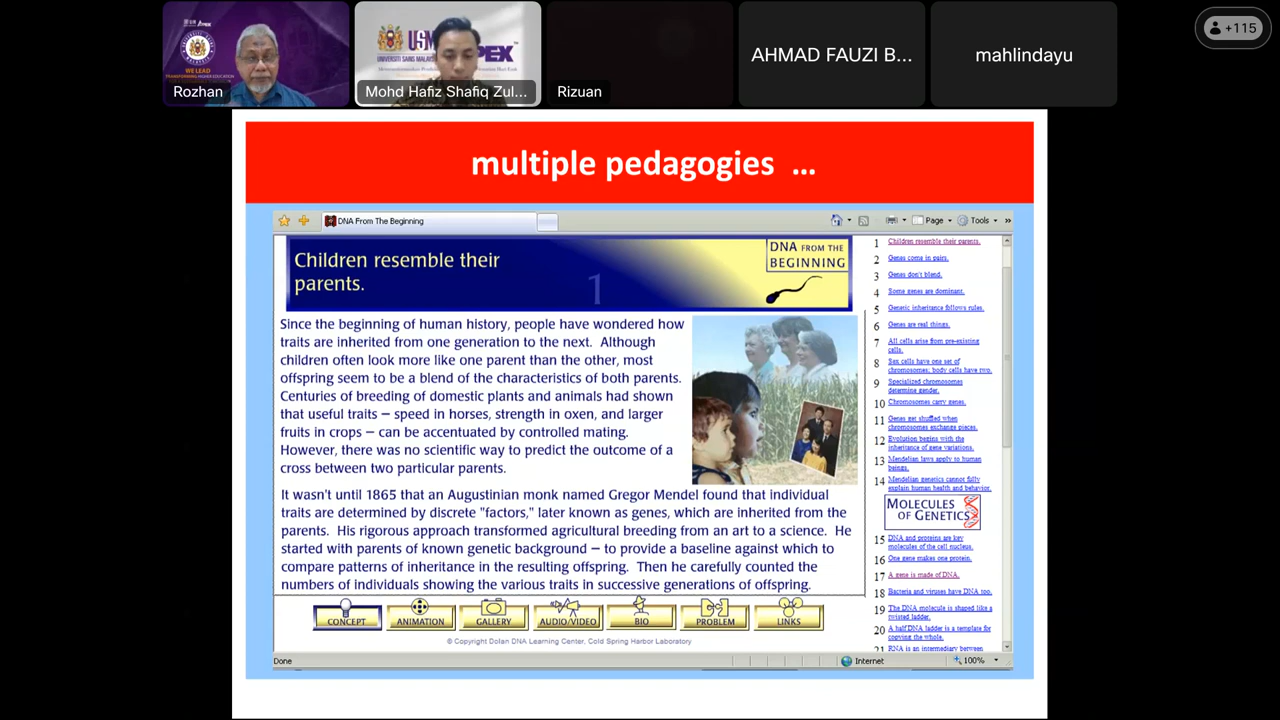 +115
WE LEAD
Rozhan
USM
APEX
UNIVERSITI SAINS MALAYSIA
Mohd Hafiz Shafiq Zul...
Rizuan
AHMAD FAUZI B...
mahlindayu
multiple pedagogies ...
DNA From The Beginning
Page
Tools
»
Children resemble their
parents.
1
DNA FROM THE
BEGINNING
Since the beginning of human history, people have wondered how
traits are inherited from one generation to the next. Although
children often look more like one parent than the other, most
offspring seem to be a blend of the characteristics of both parents.
Centuries of breeding of domestic plants and animals had shown
that useful traits — speed in horses, strength in oxen, and larger
fruits in crops — can be accentuated by controlled mating.
However, there was no scientific way to predict the outcome of a
cross between two particular parents.
It wasn't until 1865 that an Augustinian monk named Gregor Mendel found that individual
traits are determined by discrete "factors," later known as genes, which are inherited from the
parents. His rigorous approach transformed agricultural breeding from an art to a science. He
started with parents of known genetic background — to provide a baseline against which to
compare patterns of inheritance in the resulting offspring. Then he carefully counted the
numbers of individuals showing the various traits in successive generations of offspring.
1 Children resemble their parents.
2 Genes come in pairs.
3 Genes don't blend.
4 Some genes are dominant.
5 Genetic inheritance follows rules.
6 Genes are real things.
7 All cells arise from pre-existing
cells.
8 Sex cells have one set of
chromosomes; body cells have two.
9 Specialized chromosomes
determine gender.
10 Chromosomes carry genes.
11 Genes get shuffled when
chromosomes exchange pieces.
12 Evolution begins with the
inheritance of gene variations.
13 Mendelian laws apply to human
beings.
14 Mendelian genetics cannot fully
explain human health and behavior.
MOLECULES
OF GENETICS
15 DNA and proteins are key
molecules of the cell nucleus.
16 One gene makes one protein.
17 A gene is made of DNA.
18 Bacteria and viruses have DNA too.
19 The DNA molecule is shaped like a
twisted ladder.
20 A half DNA ladder is a template for
copying the whole.
21 RNA is an intermediary between
CONCEPT
ANIMATION
GALLERY
AUDIO/VIDEO
BIO
PROBLEM
LINKS
© Copyright Dolan DNA Learning Center, Cold Spring Harbor Laboratory
Done
Internet
100%